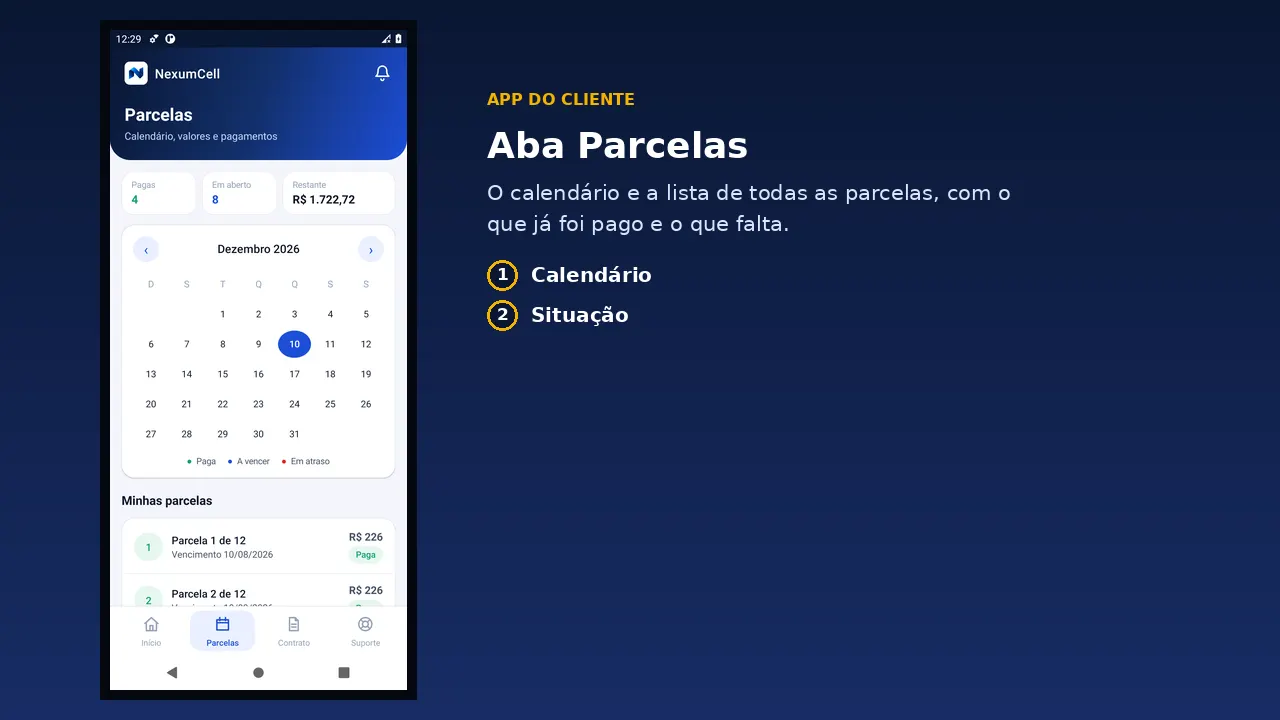 12:29
NexumCell
Parcelas
Calendário, valores e pagamentos
Pagas
4
Em aberto
8
Restante
R$ 1.722,72
‹ Dezembro 2026 ›
D S T Q Q S S
1 2 3 4 5
6 7 8 9 10 11 12
13 14 15 16 17 18 19
20 21 22 23 24 25 26
27 28 29 30 31
Paga A vencer Em atraso
Minhas parcelas
1
Parcela 1 de 12
Vencimento 10/08/2026
R$ 226
Paga
2
Parcela 2 de 12
R$ 226
Início Parcelas Contrato Suporte
APP DO CLIENTE
Aba Parcelas
O calendário e a lista de todas as parcelas, com o
que já foi pago e o que falta.
1 Calendário
2 Situação